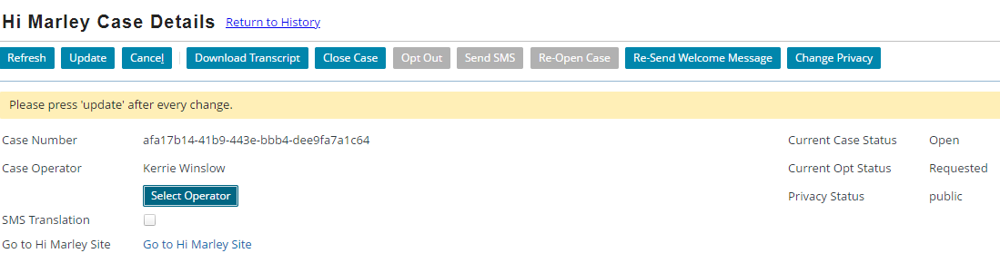 Hi Marley Case Details Return to History
Refresh Update Cancel Download Transcript Close Case Opt Out Send SMS Re-Open Case Re-Send Welcome Message Change Privacy
Please press 'update' after every change.
Case Number afa17b14-41b9-443e-bbb4-dee9fa7a1c64 Current Case Status Open
Case Operator Kerrie Winslow Current Opt Status Requested
Select Operator Privacy Status public
SMS Translation
Go to Hi Marley Site Go to Hi Marley Site